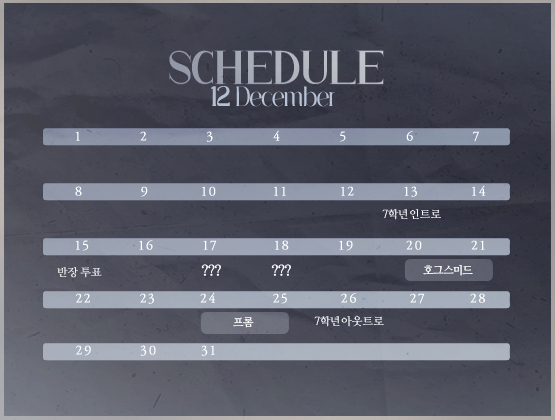 SCHEDULE
12 December
1 2 3 4 5 6 7
8 9 10 11 12 13 14
7학년인트로
15 16 17 18 19 20 21
반장 투표 ??? ??? 호그스미드
22 23 24 25 26 27 28
프롬 7학년아웃트로
29 30 31